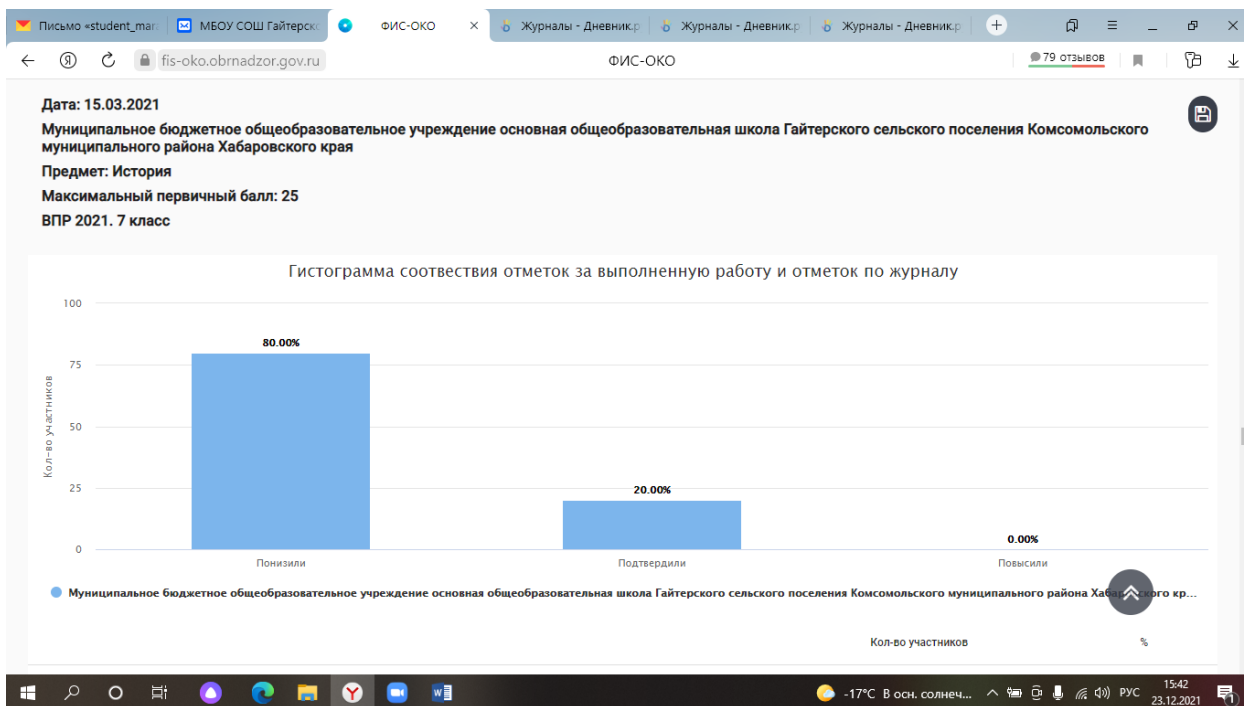 Письмо «student_mar
МБОУ СОШ Гайтерск
ФИС-ОКО
Журналы - Дневник.р
Журналы - Дневник.р
Журналы - Дневник.р
fis-oko.obrnadzor.gov.ru
ФИС-ОКО
79 отзывов
Дата: 15.03.2021
Муниципальное бюджетное общеобразовательное учреждение основная общеобразовательная школа Гайтерского сельского поселения Комсомольского
муниципального района Хабаровского края
Предмет: История
Максимальный первичный балл: 25
ВПР 2021. 7 класс
Гистограмма соотвествия отметок за выполненную работу и отметок по журналу
Кол-во участников
100
75
50
25
0
80.00%
20.00%
0.00%
Понизили
Подтвердили
Повысили
Муниципальное бюджетное общеобразовательное учреждение основная общеобразовательная школа Гайтерского сельского поселения Комсомольского муниципального района Хабаровского кр...
Кол-во участников %
-17°C В осн. солнеч...
РУС
15:42
23.12.2021